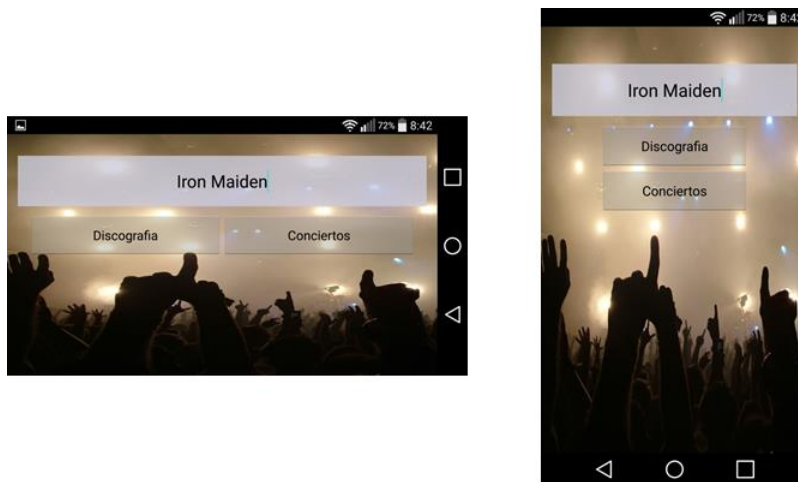 72% 8:42
Iron Maiden
Discografia Conciertos
72% 8:42
Iron Maiden
Discografia
Conciertos